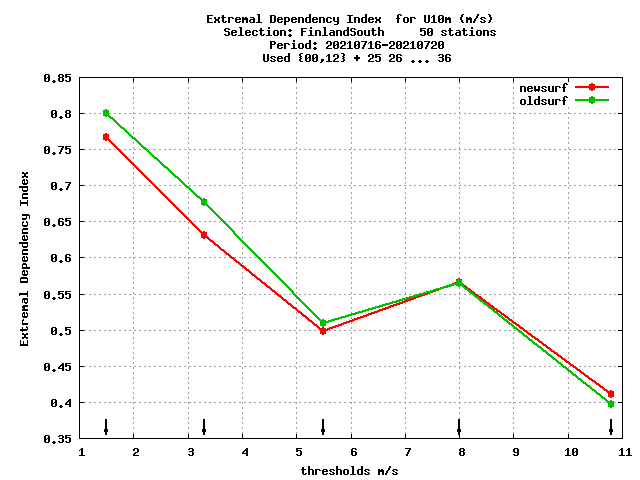 Extremal Dependency Index  for U10m (m/s)
Selection: FinlandSouth     50 stations
Period: 20210716-20210720
Used {00,12} + 25 26 ... 36
newsurf
oldsurf
Extremal Dependency Index
0.85
0.8
0.75
0.7
0.65
0.6
0.55
0.5
0.45
0.4
0.35
1 2 3 4 5 6 7 8 9 10 11
thresholds m/s